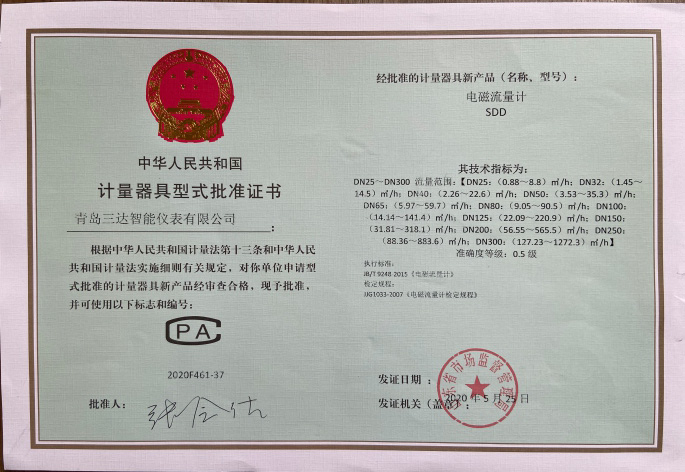 中华人民共和国
计量器具型式批准证书
青岛三达智能仪表有限公司：
根据中华人民共和国计量法第十三条和中华人民
共和国计量法实施细则有关规定，对你单位申请型
式批准的计量器具新产品经审查合格，现予批准，
并可使用以下标志和编号：
CPA
2020F461-37
批准人：
经批准的计量器具新产品（名称、型号）：
电磁流量计
SDD
其技术指标为：
DN25～DN300 流量范围:【DN25:（0.88～8.8）㎥/h；DN32:（1.45～
14.5）㎥/h；DN40:（2.26～22.6）㎥/h；DN50:（3.53～35.3）㎥/h；
DN65:（5.97～59.7）㎥/h；DN80:（9.05～90.5）㎥/h；DN100:
（14.14～141.4）㎥/h；DN125:（22.09～220.9）㎥/h；DN150:
（31.81～318.1）㎥/h；DN200:（56.55～565.5）㎥/h；DN250:
（88.36～883.6）㎥/h；DN300:（127.23～1272.3）㎥/h】
准确度等级：0.5 级
执行标准：
JB/T 9248-2015《电磁流量计》
检定规程：
JJG1033-2007《电磁流量计检定规程》
发证日期：
2020 年 5 月 25 日
发证机关（盖章）：
东省市场监督管理局